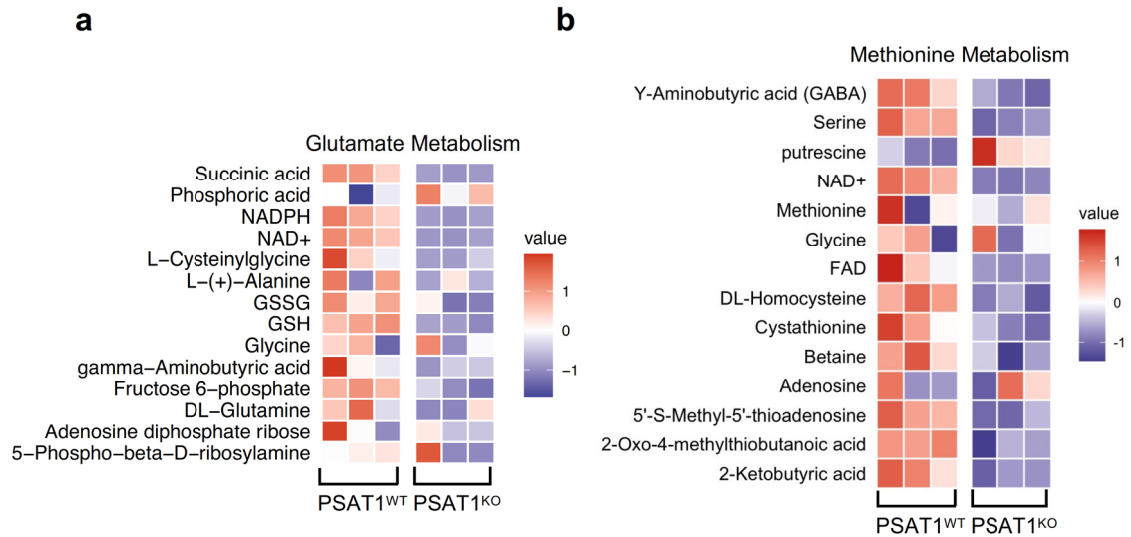 a
Glutamate Metabolism
Succinic acid
Phosphoric acid
NADPH
NAD+
L−Cysteinylglycine
L−(+)−Alanine
GSSG
GSH
Glycine
gamma−Aminobutyric acid
Fructose 6−phosphate
DL−Glutamine
Adenosine diphosphate ribose
5−Phospho−beta−D−ribosylamine
value
1
0
−1
PSAT1WT PSAT1KO
b
Methionine Metabolism
Y-Aminobutyric acid (GABA)
Serine
putrescine
NAD+
Methionine
Glycine
FAD
DL-Homocysteine
Cystathionine
Betaine
Adenosine
5'-S-Methyl-5'-thioadenosine
2-Oxo-4-methylthiobutanoic acid
2-Ketobutyric acid
value
1
0
-1
PSAT1WT PSAT1KO